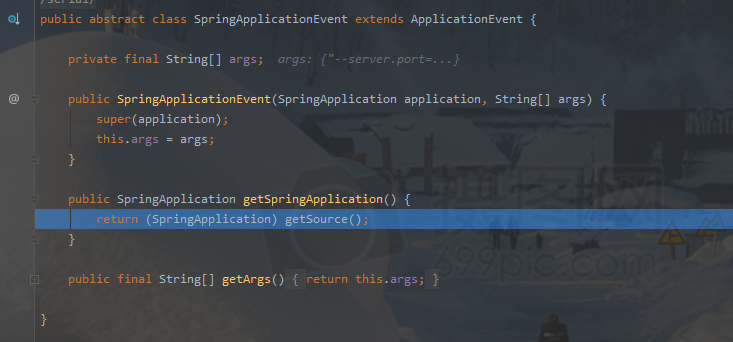 public abstract class SpringApplicationEvent extends ApplicationEvent {
private final String[] args; args: {"--server.port=...}
@
public SpringApplicationEvent(SpringApplication application, String[] args) {
super(application);
this.args = args;
}
public SpringApplication getSpringApplication() {
return (SpringApplication) getSource();
}
public final String[] getArgs() { return this.args; }
}
699pic.com